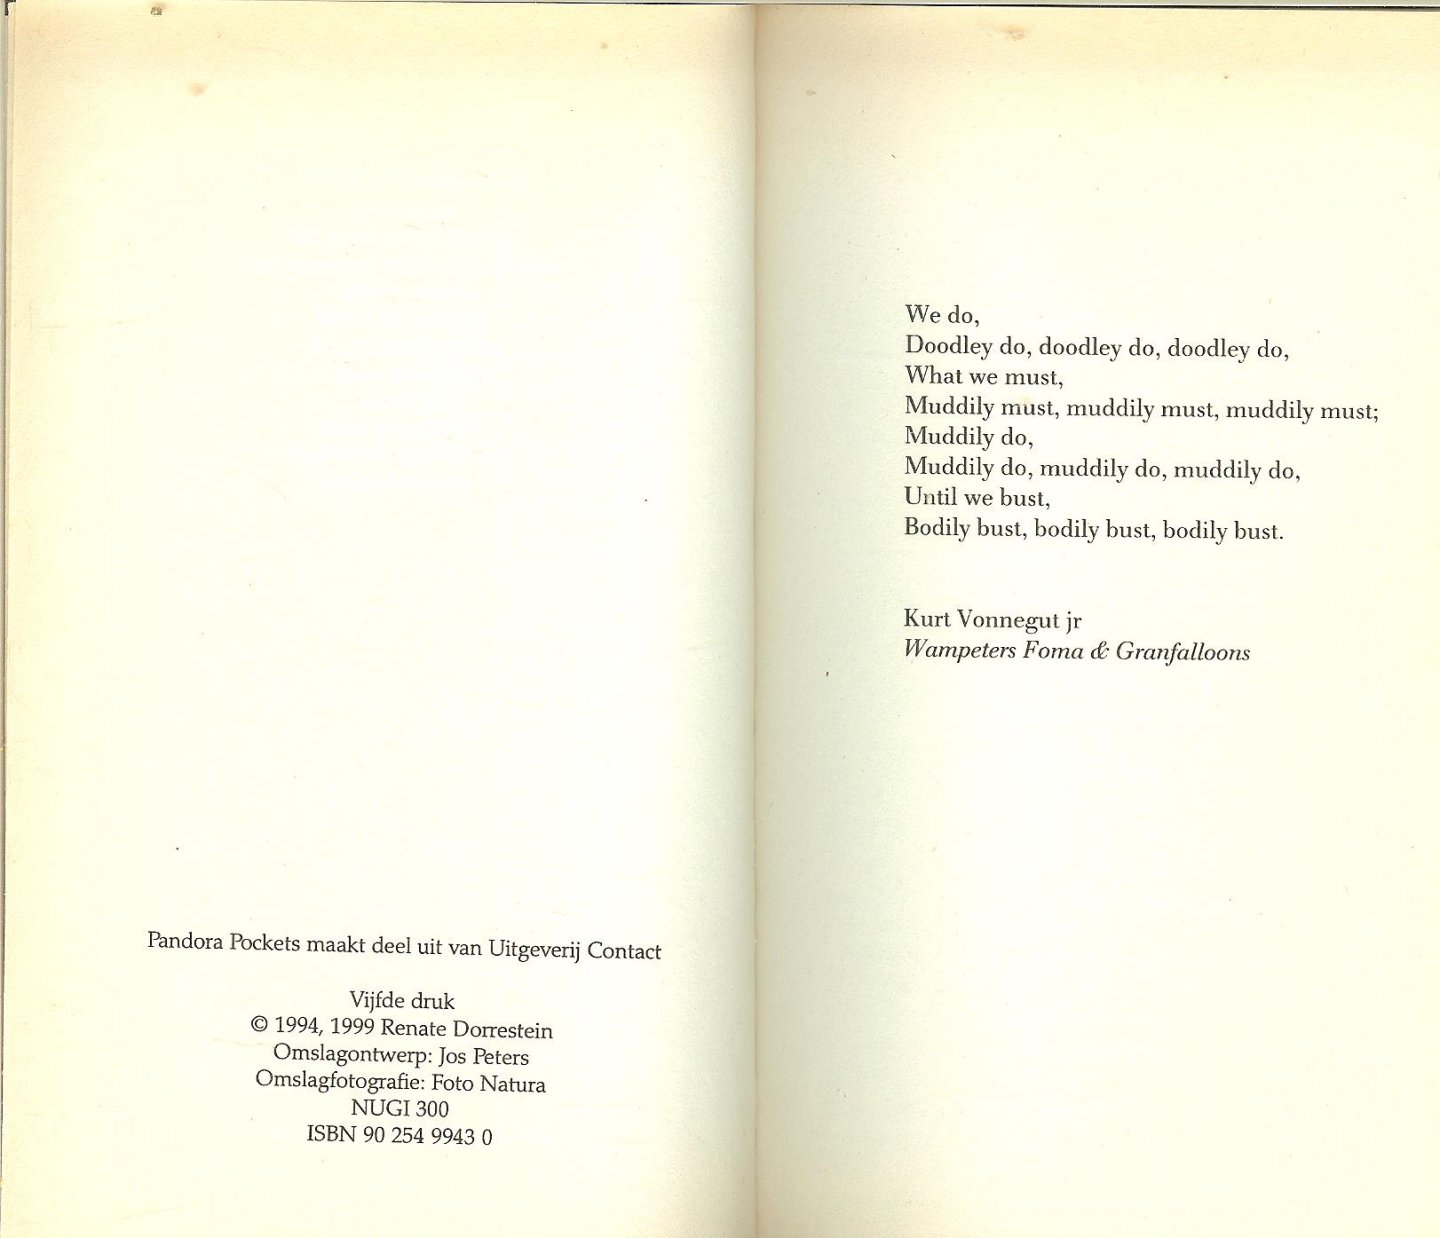 Pandora Pockets maakt deel uit van Uitgeverij Contact
Vijfde druk
© 1994, 1999 Renate Dorrestein
Omslagontwerp: Jos Peters
Omslagfotografie: Foto Natura
NUGI 300
ISBN 90 254 9943 0
We do,
Doodley do, doodley do, doodley do,
What we must,
Muddily must, muddily must, muddily must;
Muddily do,
Muddily do, muddily do, muddily do,
Until we bust,
Bodily bust, bodily bust, bodily bust.
Kurt Vonnegut jr
Wampeters Foma & Granfalloons